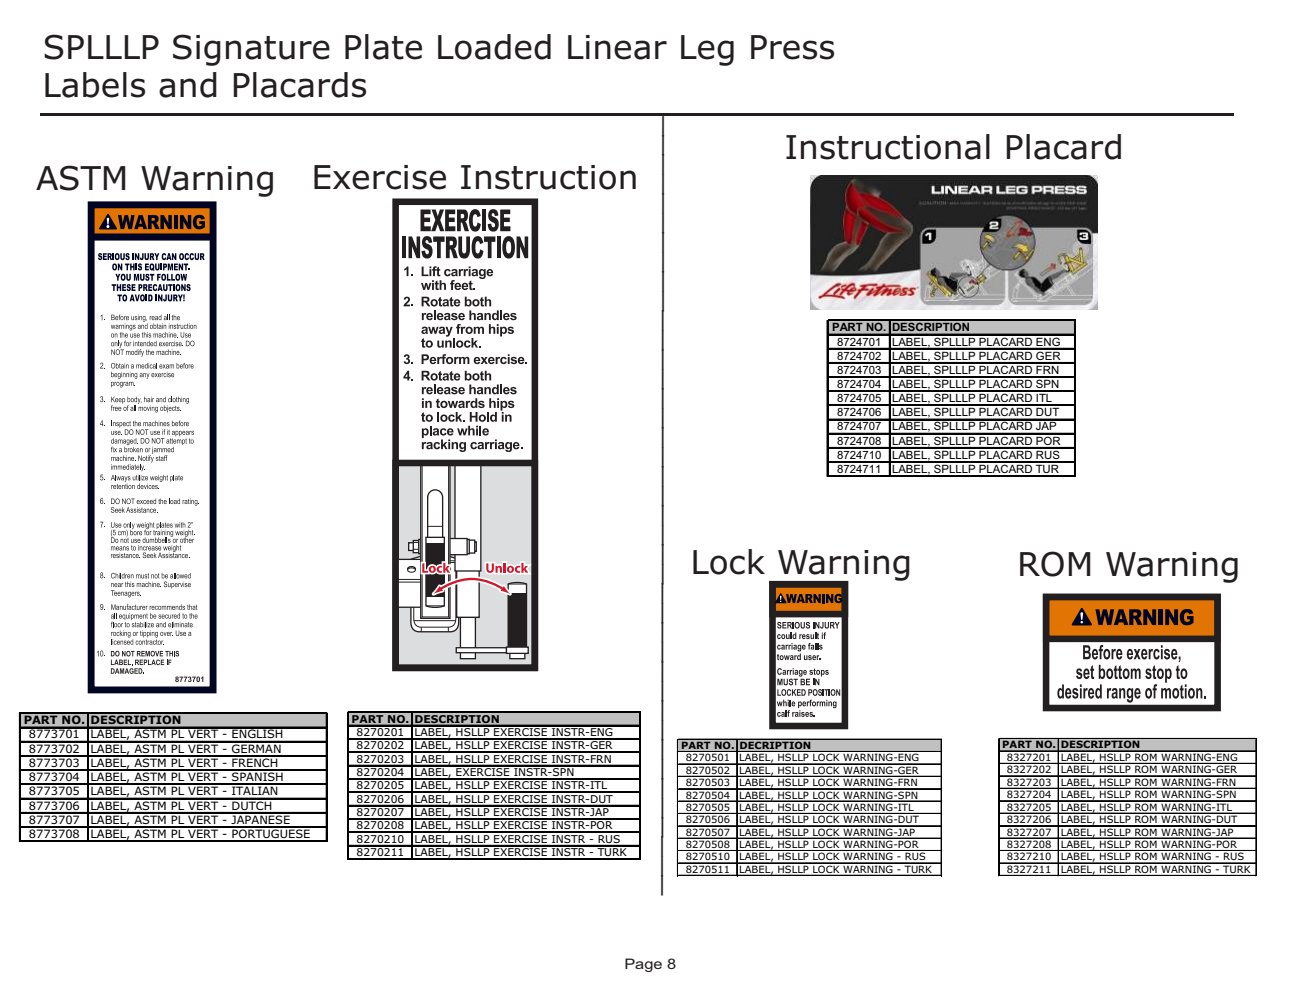 SPLLLP Signature Plate Loaded Linear Leg Press
Labels and Placards
ASTM Warning
WARNING
SERIOUS INJURY CAN OCCUR
ON THIS EQUIPMENT.
YOU MUST FOLLOW
THESE PRECAUTIONS
TO AVOID INJURY!
1. Before using, read all the
warnings and obtain instruction
on the use this machine. Use
only for intended exercise. DO
NOT modify the machine.
2. Obtain a medical exam before
beginning any exercise
program.
3. Keep body, hair and clothing
free of all moving objects.
4. Inspect the machines before
use. DO NOT use if it appears
damaged. DO NOT attempt to
fix a broken or jammed
machine. Notify staff
immediately.
5. Always utilize weight plate
retention devices.
6. DO NOT exceed the load rating.
Seek Assistance.
7. Use only weight plates with 2"
(5 cm) bore for training weight.
Do not use dumbbells or other
means to increase weight
resistance. Seek Assistance.
8. Children must not be allowed
near this machine. Supervise
Teenagers.
9. Manufacturer recommends that
all equipment be secured to the
floor to stabilize and eliminate
rocking or tipping over. Use a
licensed contractor.
10. DO NOT REMOVE THIS
LABEL, REPLACE IF
DAMAGED.
8773701
PART NO. DESCRIPTION
8773701 LABEL, ASTM PL VERT - ENGLISH
8773702 LABEL, ASTM PL VERT - GERMAN
8773703 LABEL, ASTM PL VERT - FRENCH
8773704 LABEL, ASTM PL VERT - SPANISH
8773705 LABEL, ASTM PL VERT - ITALIAN
8773706 LABEL, ASTM PL VERT - DUTCH
8773707 LABEL, ASTM PL VERT - JAPANESE
8773708 LABEL, ASTM PL VERT - PORTUGUESE
Exercise Instruction
EXERCISE
INSTRUCTION
1. Lift carriage
with feet.
2. Rotate both
release handles
away from hips
to unlock.
3. Perform exercise.
4. Rotate both
release handles
in towards hips
to lock. Hold in
place while
racking carriage.
Lock Unlock
PART NO. DESCRIPTION
8270201 LABEL, HSLLP EXERCISE INSTR-ENG
8270202 LABEL, HSLLP EXERCISE INSTR-GER
8270203 LABEL, HSLLP EXERCISE INSTR-FRN
8270204 LABEL, EXERCISE INSTR-SPN
8270205 LABEL, HSLLP EXERCISE INSTR-ITL
8270206 LABEL, HSLLP EXERCISE INSTR-DUT
8270207 LABEL, HSLLP EXERCISE INSTR-JAP
8270208 LABEL, HSLLP EXERCISE INSTR-POR
8270210 LABEL, HSLLP EXERCISE INSTR - RUS
8270211 LABEL, HSLLP EXERCISE INSTR - TURK
Instructional Placard
LINEAR LEG PRESS
1
2
3
Life Fitness
PART NO. DESCRIPTION
8724701 LABEL, SPLLLP PLACARD ENG
8724702 LABEL, SPLLLP PLACARD GER
8724703 LABEL, SPLLLP PLACARD FRN
8724704 LABEL, SPLLLP PLACARD SPN
8724705 LABEL, SPLLLP PLACARD ITL
8724706 LABEL, SPLLLP PLACARD DUT
8724707 LABEL, SPLLLP PLACARD JAP
8724708 LABEL, SPLLLP PLACARD POR
8724710 LABEL, SPLLLP PLACARD RUS
8724711 LABEL, SPLLLP PLACARD TUR
Lock Warning
WARNING
SERIOUS INJURY
could result if
carriage falls
toward user.
Carriage stops
MUST BE IN
LOCKED POSITION
while performing
calf raises.
PART NO. DECRIPTION
8270501 LABEL, HSLLP LOCK WARNING-ENG
8270502 LABEL, HSLLP LOCK WARNING-GER
8270503 LABEL, HSLLP LOCK WARNING-FRN
8270504 LABEL, HSLLP LOCK WARNING-SPN
8270505 LABEL, HSLLP LOCK WARNING-ITL
8270506 LABEL, HSLLP LOCK WARNING-DUT
8270507 LABEL, HSLLP LOCK WARNING-JAP
8270508 LABEL, HSLLP LOCK WARNING-POR
8270510 LABEL, HSLLP LOCK WARNING - RUS
8270511 LABEL, HSLLP LOCK WARNING - TURK
ROM Warning
WARNING
Before exercise,
set bottom stop to
desired range of motion.
PART NO. DESCRIPTION
8327201 LABEL, HSLLP ROM WARNING-ENG
8327202 LABEL, HSLLP ROM WARNING-GER
8327203 LABEL, HSLLP ROM WARNING-FRN
8327204 LABEL, HSLLP ROM WARNING-SPN
8327205 LABEL, HSLLP ROM WARNING-ITL
8327206 LABEL, HSLLP ROM WARNING-DUT
8327207 LABEL, HSLLP ROM WARNING-JAP
8327208 LABEL, HSLLP ROM WARNING-POR
8327210 LABEL, HSLLP ROM WARNING - RUS
8327211 LABEL, HSLLP ROM WARNING - TURK
Page 8